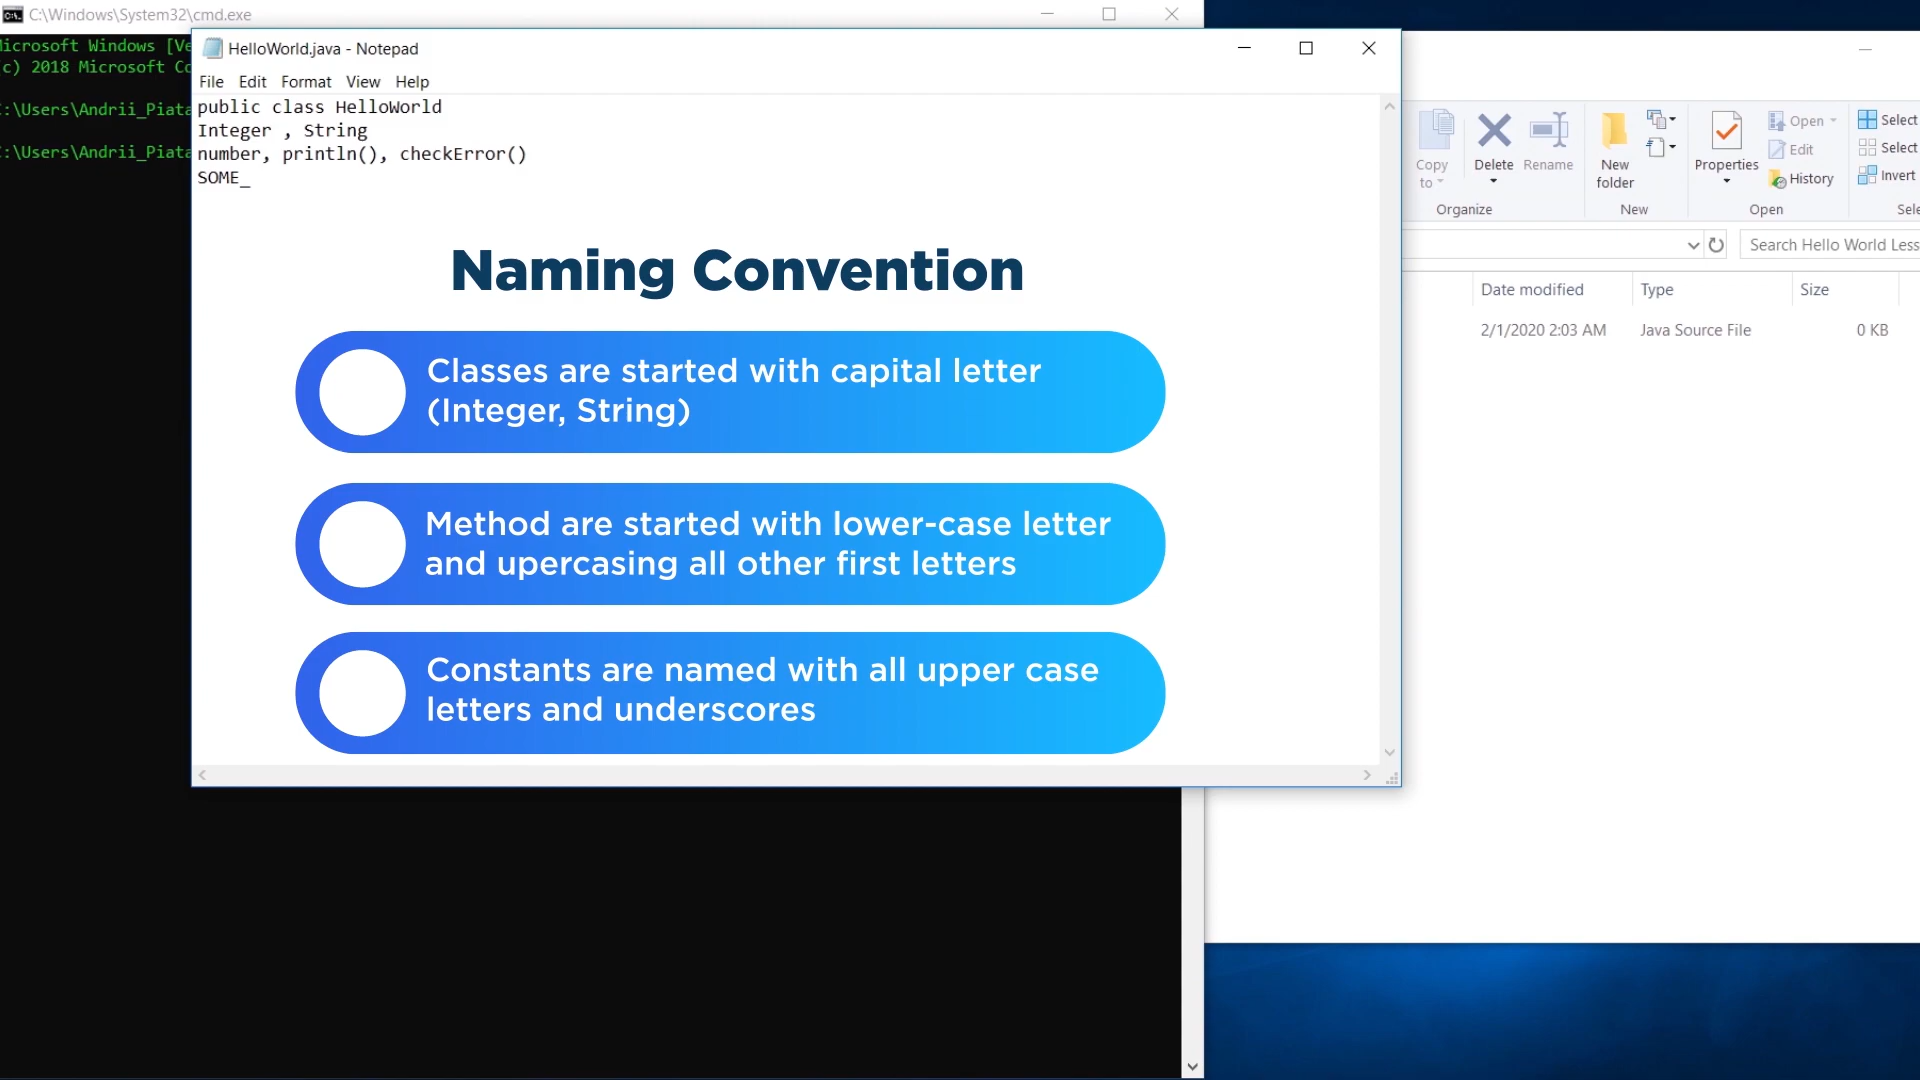 C:\Windows\System32\cmd.exe
icrosoft Windows [Ve
c) 2018 Microsoft Co
:\Users\Andrii_Piata
:\Users\Andrii_Piata
HelloWorld.java - Notepad
File Edit Format View Help
public class HelloWorld
Integer , String
number, println(), checkError()
SOME_
Naming Convention
Classes are started with capital letter
(Integer, String)
Method are started with lower-case letter
and upercasing all other first letters
Constants are named with all upper case
letters and underscores
Copy
to
Delete
Rename
New
folder
Properties
Open
Edit
History
Select
Select
Invert
Organize
New
Open
Sele
Search Hello World Less
Date modified
Type
Size
2/1/2020 2:03 AM
Java Source File
0 KB